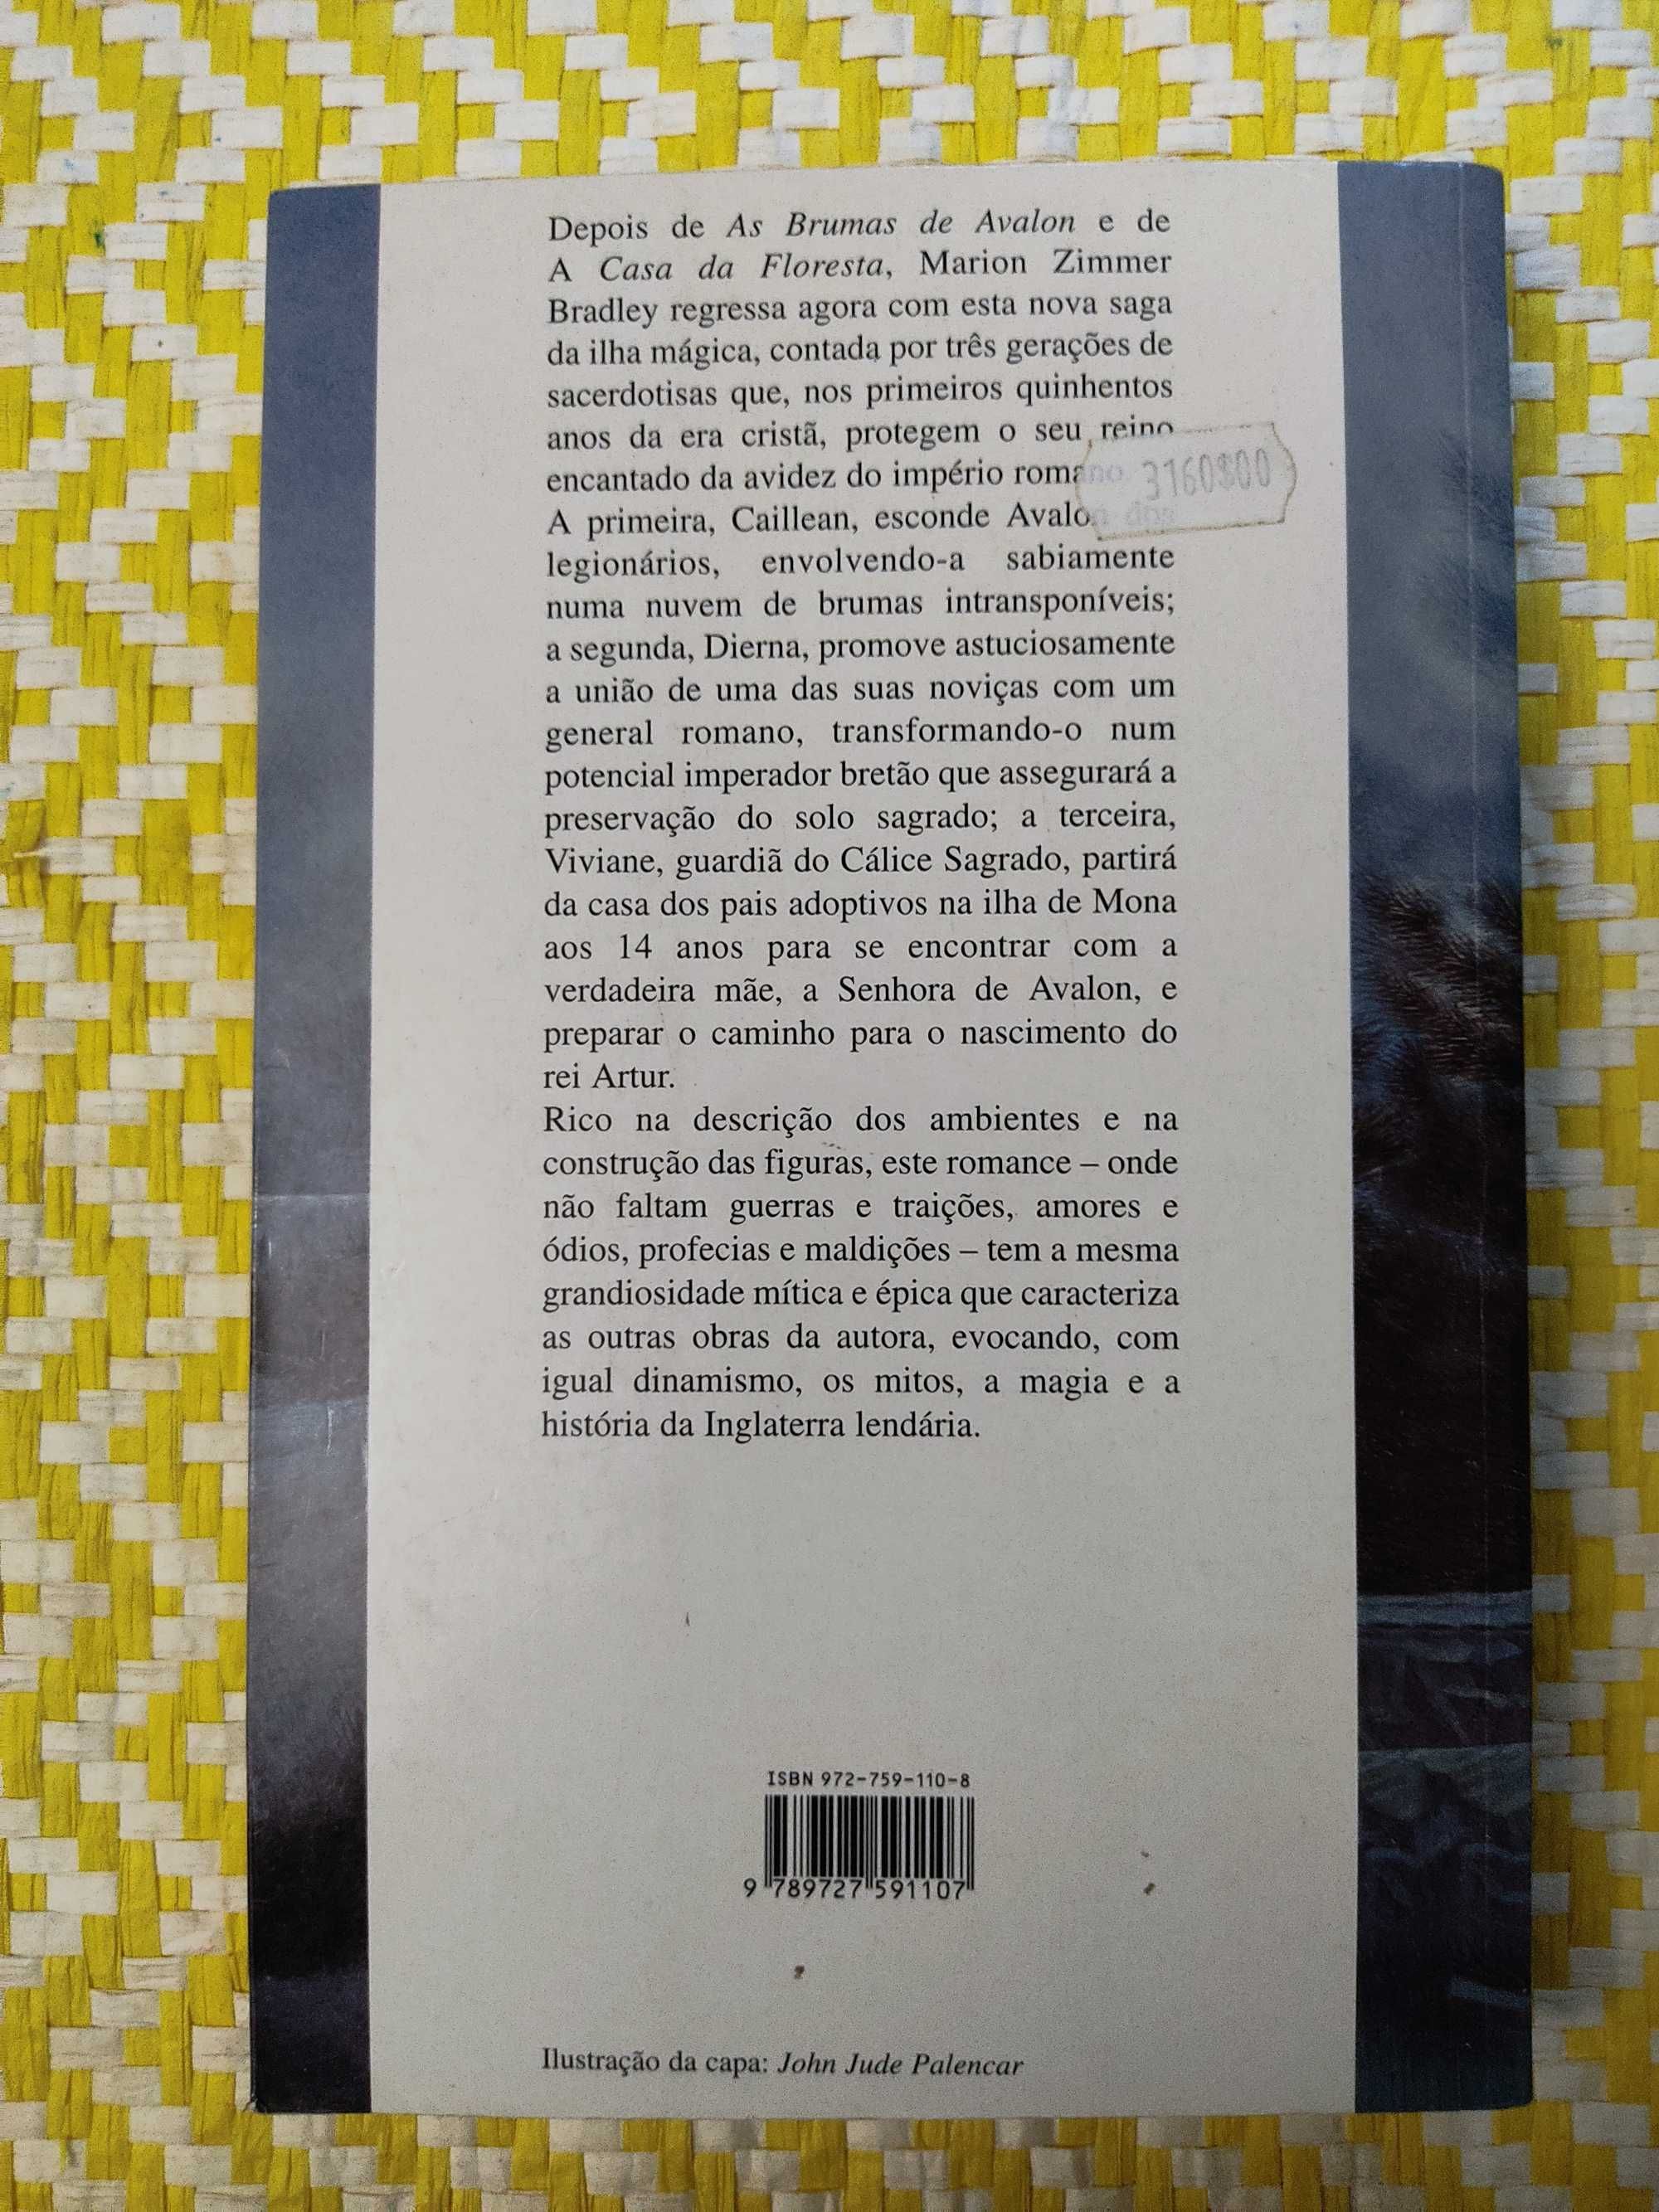 Depois de As Brumas de Avalon e de
A Casa da Floresta, Marion Zimmer
Bradley regressa agora com esta nova saga
da ilha mágica, contada por três gerações de
sacerdotisas que, nos primeiros quinhentos
anos da era cristã, protegem o seu reino
encantado da avidez do império romano
3160$00
A primeira, Caillean, esconde Avalon dos
legionários, envolvendo-a sabiamente
numa nuvem de brumas intransponíveis;
a segunda, Dierna, promove astuciosamente
a união de uma das suas noviças com um
general romano, transformando-o num
potencial imperador bretão que assegurará a
preservação do solo sagrado; a terceira,
Viviane, guardiã do Cálice Sagrado, partirá
da casa dos pais adoptivos na ilha de Mona
aos 14 anos para se encontrar com a
verdadeira mãe, a Senhora de Avalon, e
preparar o caminho para o nascimento do
rei Artur.
Rico na descrição dos ambientes e na
construção das figuras, este romance – onde
não faltam guerras e traições, amores e
ódios, profecias e maldições – tem a mesma
grandiosidade mítica e épica que caracteriza
as outras obras da autora, evocando, com
igual dinamismo, os mitos, a magia e a
história da Inglaterra lendária.
ISBN 972-759-110-8
9 789727 591107
Ilustração da capa: John Jude Palencar